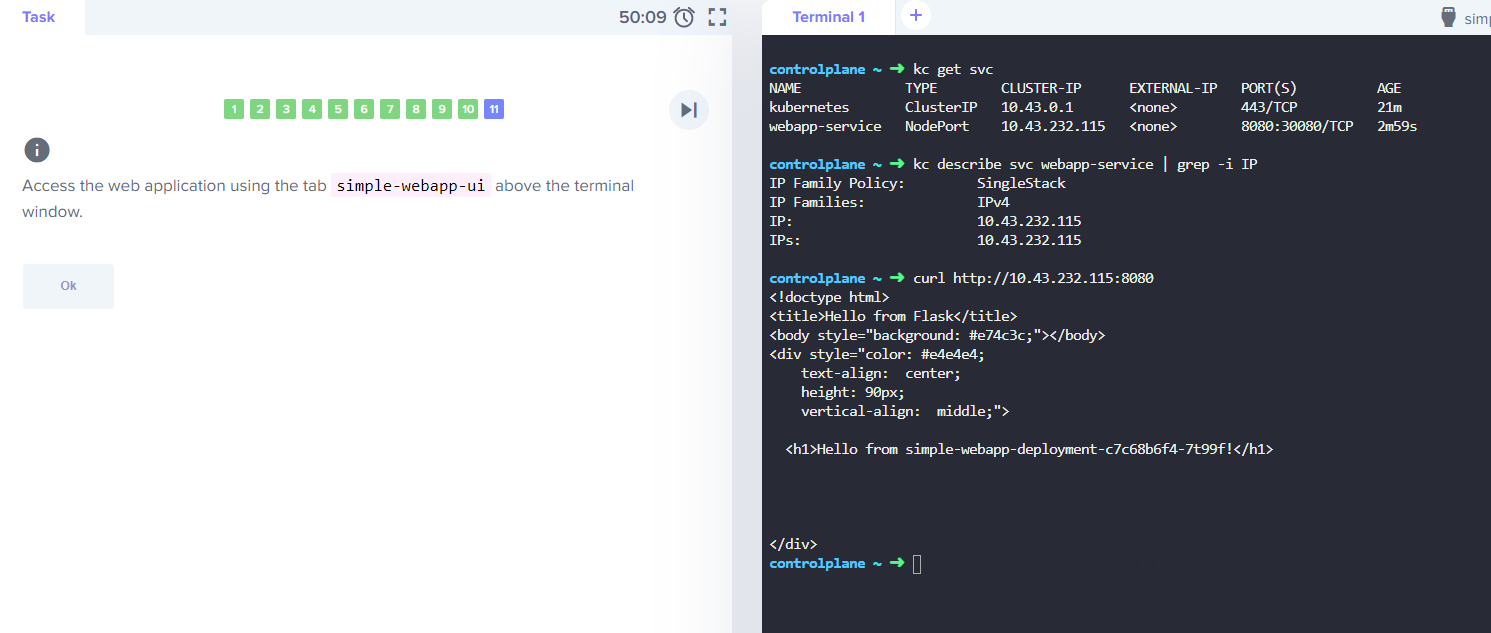 Task
50:09
1 2 3 4 5 6 7 8 9 10 11
Access the web application using the tab simple-webapp-ui above the terminal
window.
Ok
Terminal 1
+
controlplane ~ ➜ kc get svc
NAME TYPE CLUSTER-IP EXTERNAL-IP PORT(S) AGE
kubernetes ClusterIP 10.43.0.1 <none> 443/TCP 21m
webapp-service NodePort 10.43.232.115 <none> 8080:30080/TCP 2m59s
controlplane ~ ➜ kc describe svc webapp-service | grep -i IP
IP Family Policy: SingleStack
IP Families: IPv4
IP: 10.43.232.115
IPs: 10.43.232.115
controlplane ~ ➜ curl http://10.43.232.115:8080
<!doctype html>
<title>Hello from Flask</title>
<body style="background: #e74c3c;"></body>
<div style="color: #e4e4e4;
    text-align:  center;
    height: 90px;
    vertical-align:  middle;">
  <h1>Hello from simple-webapp-deployment-c7c68b6f4-7t99f!</h1>
</div>
controlplane ~ ➜